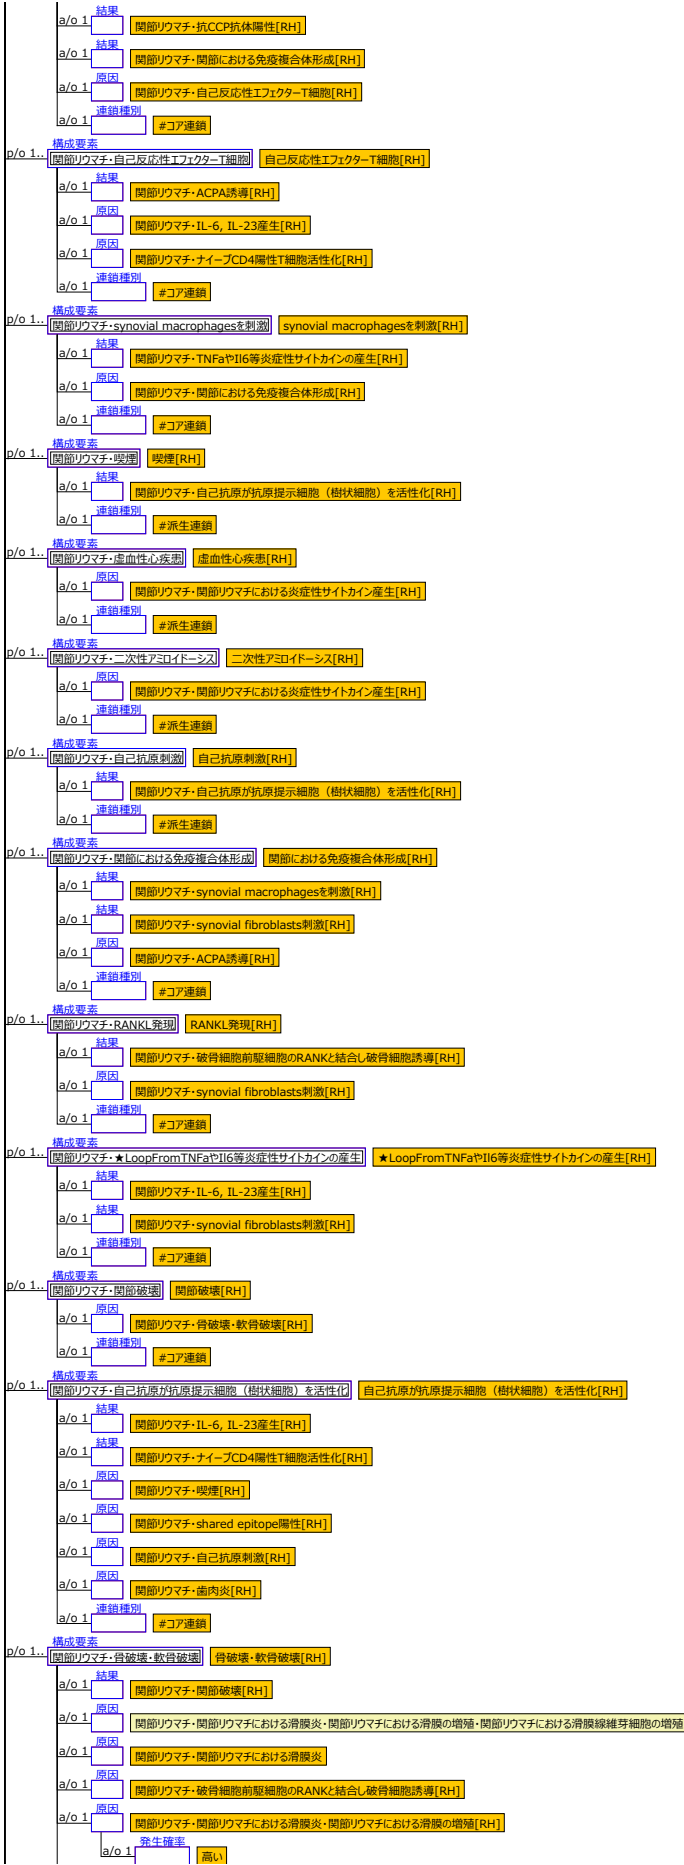 結果
a/o 1 関節リウマチ・抗CCP抗体陽性[RH]
結果
a/o 1 関節リウマチ・関節における免疫複合体形成[RH]
原因
a/o 1 関節リウマチ・自己反応性エフェクターT細胞[RH]
連鎖種別
a/o 1 #コア連鎖
構成要素
p/o 1.. 関節リウマチ・自己反応性エフェクターT細胞 自己反応性エフェクターT細胞[RH]
結果
a/o 1 関節リウマチ・ACPA誘導[RH]
原因
a/o 1 関節リウマチ・IL-6, IL-23産生[RH]
原因
a/o 1 関節リウマチ・ナイーブCD4陽性T細胞活性化[RH]
連鎖種別
a/o 1 #コア連鎖
構成要素
p/o 1.. 関節リウマチ・synovial macrophagesを刺激 synovial macrophagesを刺激[RH]
結果
a/o 1 関節リウマチ・TNFaやIl6等炎症性サイトカインの産生[RH]
原因
a/o 1 関節リウマチ・関節における免疫複合体形成[RH]
連鎖種別
a/o 1 #コア連鎖
構成要素
p/o 1.. 関節リウマチ・喫煙 喫煙[RH]
結果
a/o 1 関節リウマチ・自己抗原が抗原提示細胞（樹状細胞）を活性化[RH]
連鎖種別
a/o 1 #派生連鎖
構成要素
p/o 1.. 関節リウマチ・虚血性心疾患 虚血性心疾患[RH]
原因
a/o 1 関節リウマチ・関節リウマチにおける炎症性サイトカイン産生[RH]
連鎖種別
a/o 1 #派生連鎖
構成要素
p/o 1.. 関節リウマチ・二次性アミロイドーシス 二次性アミロイドーシス[RH]
原因
a/o 1 関節リウマチ・関節リウマチにおける炎症性サイトカイン産生[RH]
連鎖種別
a/o 1 #派生連鎖
構成要素
p/o 1.. 関節リウマチ・自己抗原刺激 自己抗原刺激[RH]
結果
a/o 1 関節リウマチ・自己抗原が抗原提示細胞（樹状細胞）を活性化[RH]
連鎖種別
a/o 1 #派生連鎖
構成要素
p/o 1.. 関節リウマチ・関節における免疫複合体形成 関節における免疫複合体形成[RH]
結果
a/o 1 関節リウマチ・synovial macrophagesを刺激[RH]
結果
a/o 1 関節リウマチ・synovial fibroblasts刺激[RH]
原因
a/o 1 関節リウマチ・ACPA誘導[RH]
連鎖種別
a/o 1 #コア連鎖
構成要素
p/o 1.. 関節リウマチ・RANKL発現 RANKL発現[RH]
結果
a/o 1 関節リウマチ・破骨細胞前駆細胞のRANKと結合し破骨細胞誘導[RH]
原因
a/o 1 関節リウマチ・synovial fibroblasts刺激[RH]
連鎖種別
a/o 1 #コア連鎖
構成要素
p/o 1.. 関節リウマチ・★LoopFromTNFaやIl6等炎症性サイトカインの産生 ★LoopFromTNFaやIl6等炎症性サイトカインの産生[RH]
結果
a/o 1 関節リウマチ・IL-6, IL-23産生[RH]
結果
a/o 1 関節リウマチ・synovial fibroblasts刺激[RH]
連鎖種別
a/o 1 #コア連鎖
構成要素
p/o 1.. 関節リウマチ・関節破壊 関節破壊[RH]
原因
a/o 1 関節リウマチ・骨破壊・軟骨破壊[RH]
連鎖種別
a/o 1 #コア連鎖
構成要素
p/o 1.. 関節リウマチ・自己抗原が抗原提示細胞（樹状細胞）を活性化 自己抗原が抗原提示細胞（樹状細胞）を活性化[RH]
結果
a/o 1 関節リウマチ・IL-6, IL-23産生[RH]
結果
a/o 1 関節リウマチ・ナイーブCD4陽性T細胞活性化[RH]
原因
a/o 1 関節リウマチ・喫煙[RH]
原因
a/o 1 関節リウマチ・shared epitope陽性[RH]
原因
a/o 1 関節リウマチ・自己抗原刺激[RH]
原因
a/o 1 関節リウマチ・歯肉炎[RH]
連鎖種別
a/o 1 #コア連鎖
構成要素
p/o 1.. 関節リウマチ・骨破壊・軟骨破壊 骨破壊・軟骨破壊[RH]
結果
a/o 1 関節リウマチ・関節破壊[RH]
原因
a/o 1 関節リウマチ・関節リウマチにおける滑膜炎・関節リウマチにおける滑膜の増殖・関節リウマチにおける滑膜線維芽細胞の増殖
原因
a/o 1 関節リウマチ・関節リウマチにおける滑膜炎
原因
a/o 1 関節リウマチ・破骨細胞前駆細胞のRANKと結合し破骨細胞誘導[RH]
原因
a/o 1 関節リウマチ・関節リウマチにおける滑膜炎・関節リウマチにおける滑膜の増殖[RH]
発生確率
a/o 1 高い